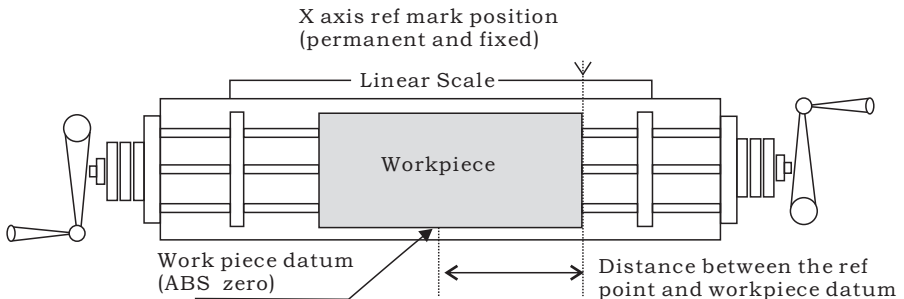 X axis ref mark position
(permanent and fixed)
Linear Scale
Workpiece
Work piece datum
(ABS zero)
Distance between the ref
point and workpiece datum